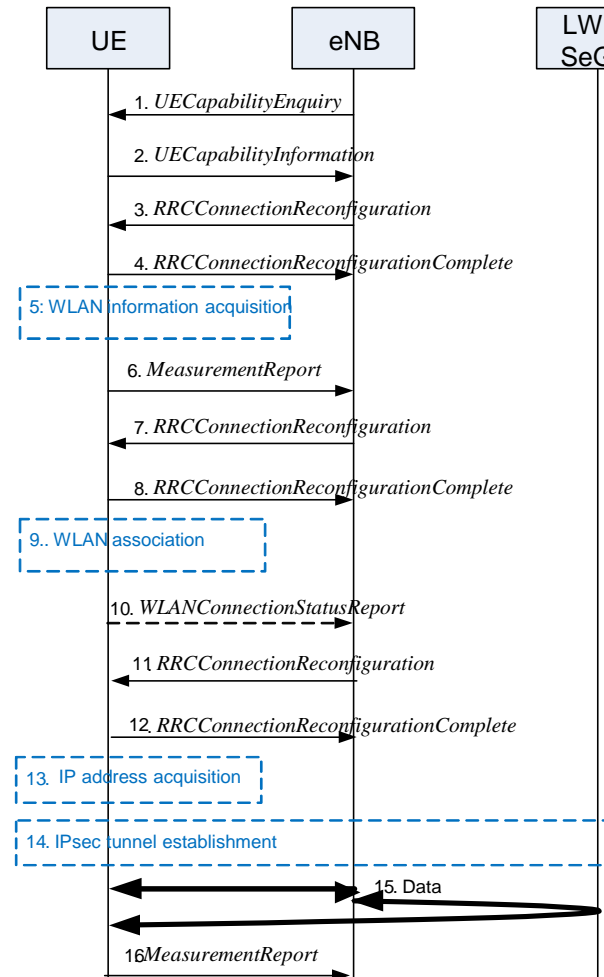 UE
eNB
LW
SeG
1. UECapabilityEnquiry
2. UECapabilityInformation
3. RRCConnectionReconfiguration
4. RRCConnectionReconfigurationComplete
5: WLAN information acquisition
6. MeasurementReport
7. RRCConnectionReconfiguration
8. RRCConnectionReconfigurationComplete
9.. WLAN association
10. WLANConnectionStatusReport
11. RRCConnectionReconfiguration
12. RRCConnectionReconfigurationComplete
13. IP address acquisition
14. IPsec tunnel establishment
15. Data
16MeasurementReport